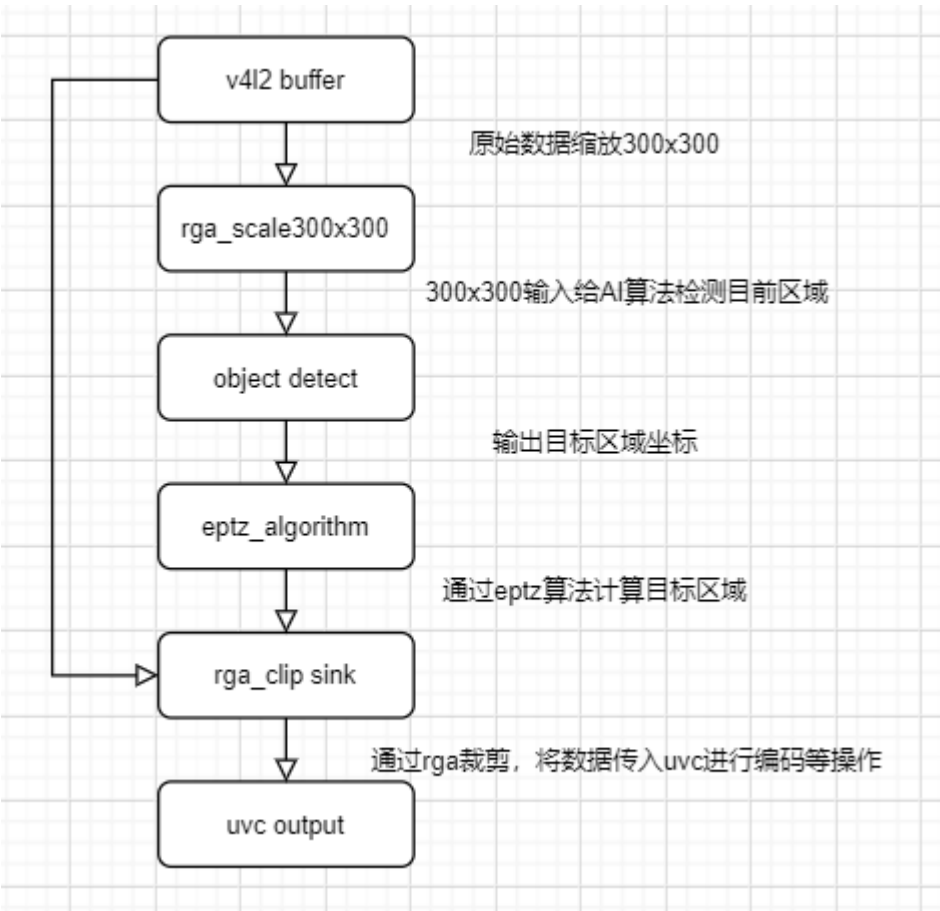 v4l2 buffer
原始数据缩放300x300
rga_scale300x300
300x300输入给AI算法检测目前区域
object detect
输出目标区域坐标
eptz_algorithm
通过eptz算法计算目标区域
rga_clip sink
通过rga裁剪，将数据传入uvc进行编码等操作
uvc output